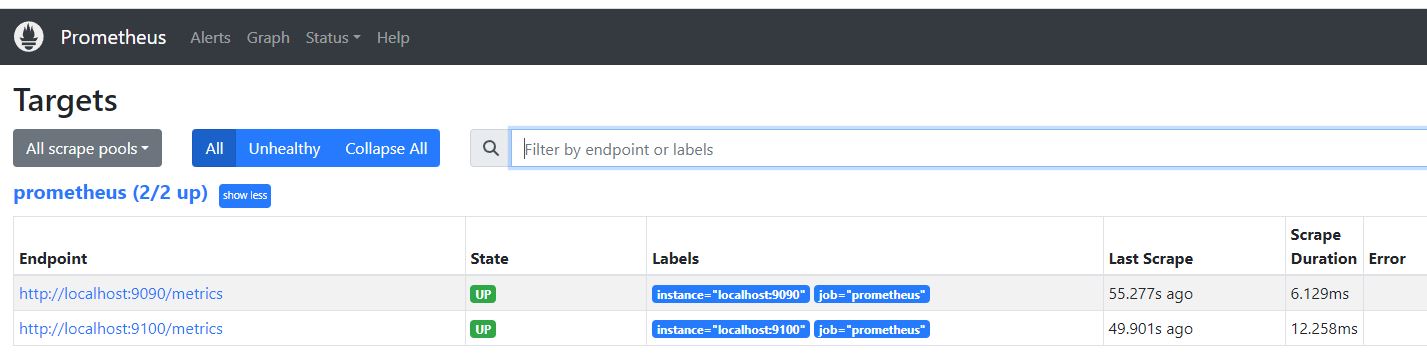 Prometheus Alerts Graph Status Help
Targets
All scrape pools All Unhealthy Collapse All Filter by endpoint or labels
prometheus (2/2 up) show less
Endpoint State Labels Last Scrape Scrape Duration Error
http://localhost:9090/metrics UP instance="localhost:9090" job="prometheus" 55.277s ago 6.129ms
http://localhost:9100/metrics UP instance="localhost:9100" job="prometheus" 49.901s ago 12.258ms